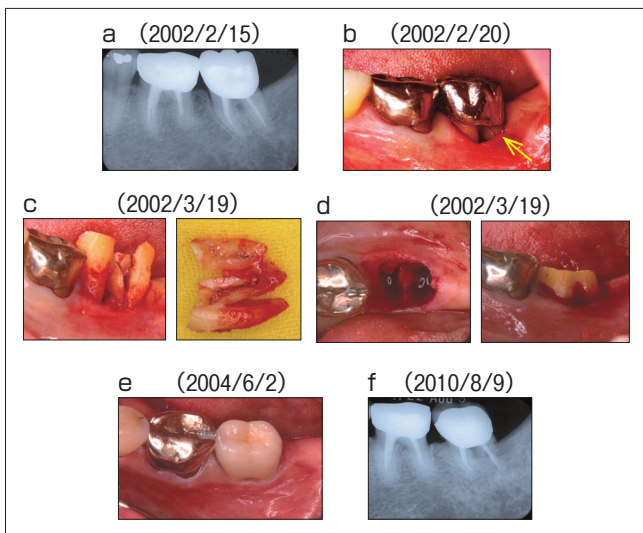 a (2002/2/15)
b (2002/2/20)
c (2002/3/19)
d (2002/3/19)
e (2004/6/2)
f (2010/8/9)